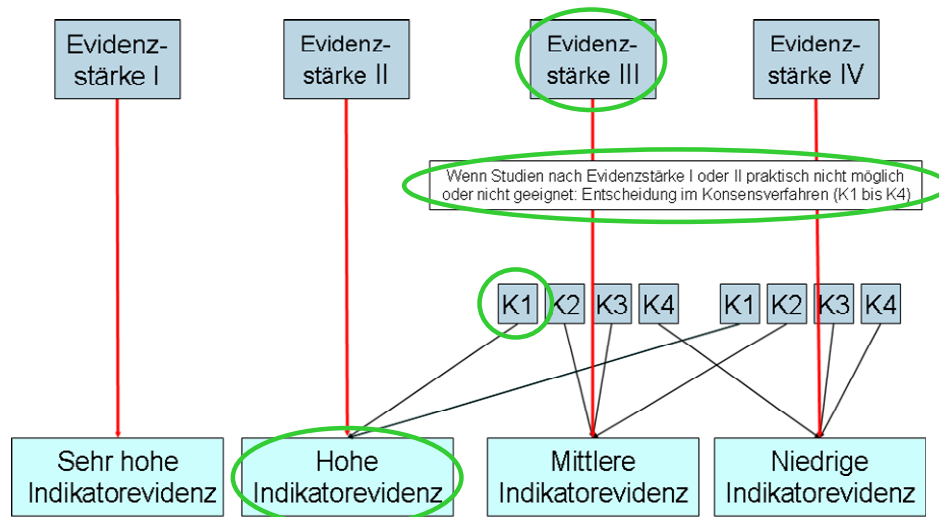 Evidenz-
stärke I
Evidenz-
stärke II
Evidenz-
stärke III
Evidenz-
stärke IV
Wenn Studien nach Evidenzstärke I oder II praktisch nicht möglich
oder nicht geeignet: Entscheidung im Konsensverfahren (K1 bis K4)
K1 K2 K3 K4 K1 K2 K3 K4
Sehr hohe
Indikatorevidenz
Hohe
Indikatorevidenz
Mittlere
Indikatorevidenz
Niedrige
Indikatorevidenz